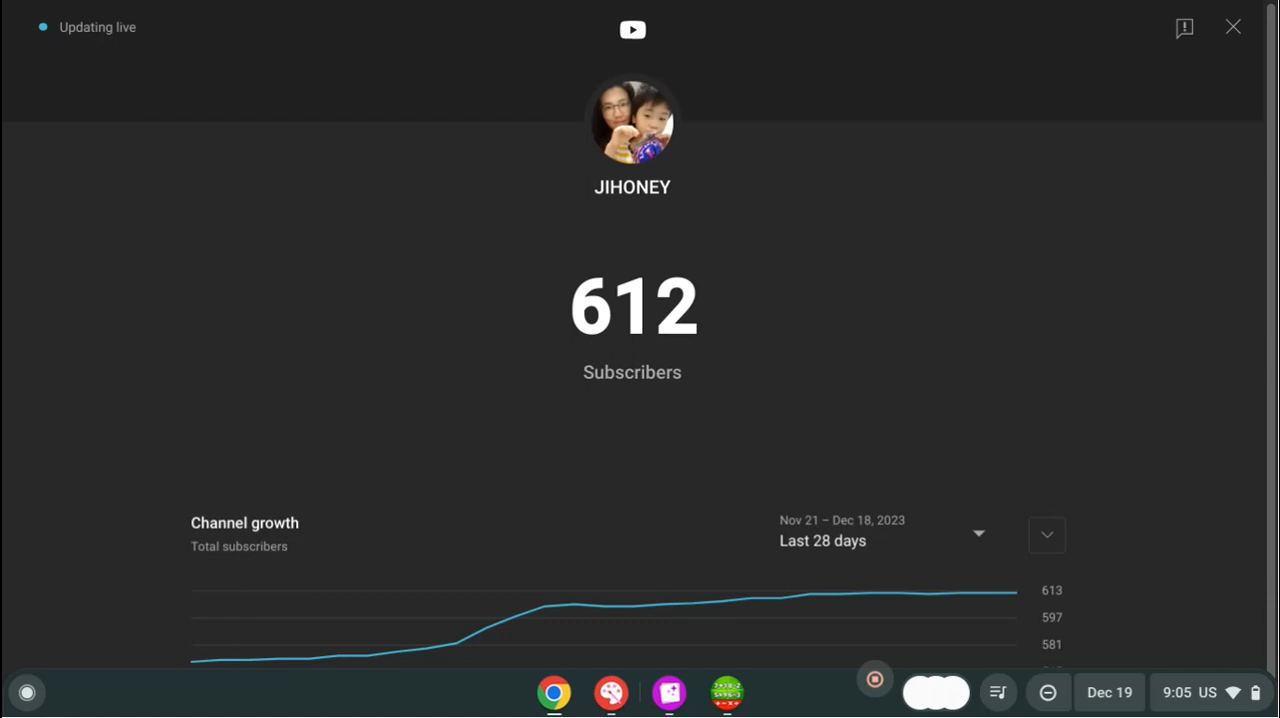 Updating live
JIHONEY
612
Subscribers
Channel growth
Total subscribers
Nov 21 – Dec 18, 2023
Last 28 days
613
597
581
Dec 19
9:05 US